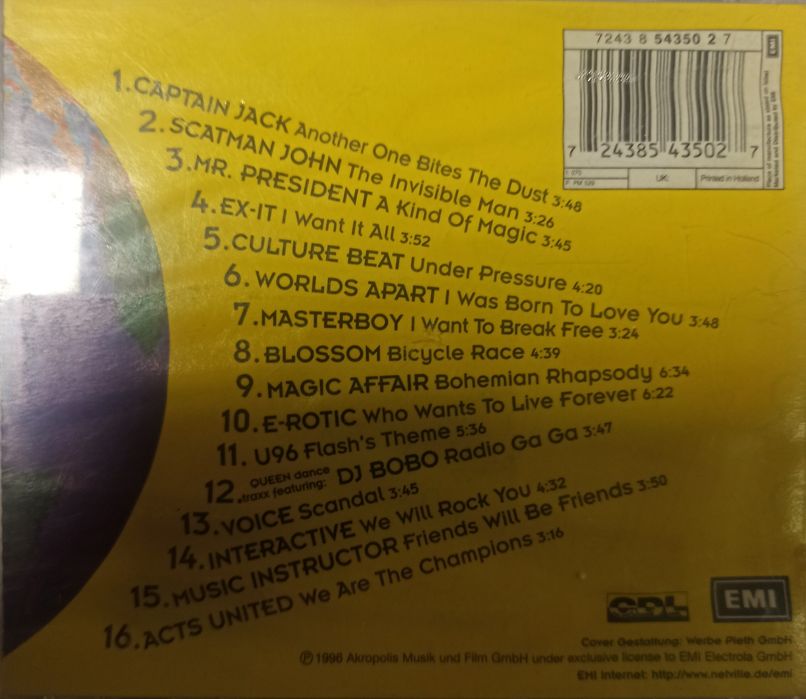 7243 8 54350 2 7
EMI
7 24385 43502 7
UK:
Printed in Holland
1. CAPTAIN JACK Another One Bites The Dust 3:48
2. SCATMAN JOHN The Invisible Man 3:26
3. MR. PRESIDENT A Kind Of Magic 3:45
4. EX-IT I Want It All 3:52
5. CULTURE BEAT Under Pressure 4:20
6. WORLDS APART I Was Born To Love You 3:48
7. MASTERBOY I Want To Break Free 3:24
8. BLOSSOM Bicycle Race 4:39
9. MAGIC AFFAIR Bohemian Rhapsody 6:34
10. E-ROTIC Who Wants To Live Forever 6:22
11. U96 Flash's Theme 5:36
12. QUEEN dance traxx featuring: DJ BOBO Radio Ga Ga 3:47
13. VOICE Scandal 3:45
14. INTERACTIVE We Will Rock You 4:32
15. MUSIC INSTRUCTOR Friends Will Be Friends 3:50
16. ACTS UNITED We Are The Champions 3:16
EMI
Cover Gestaltung: Werbe Pleth GmbH
℗ 1996 Akropolis Musik und Film GmbH under exclusive license to EMI Electrola GmbH
EMI Internet: http://www.netville.de/emi